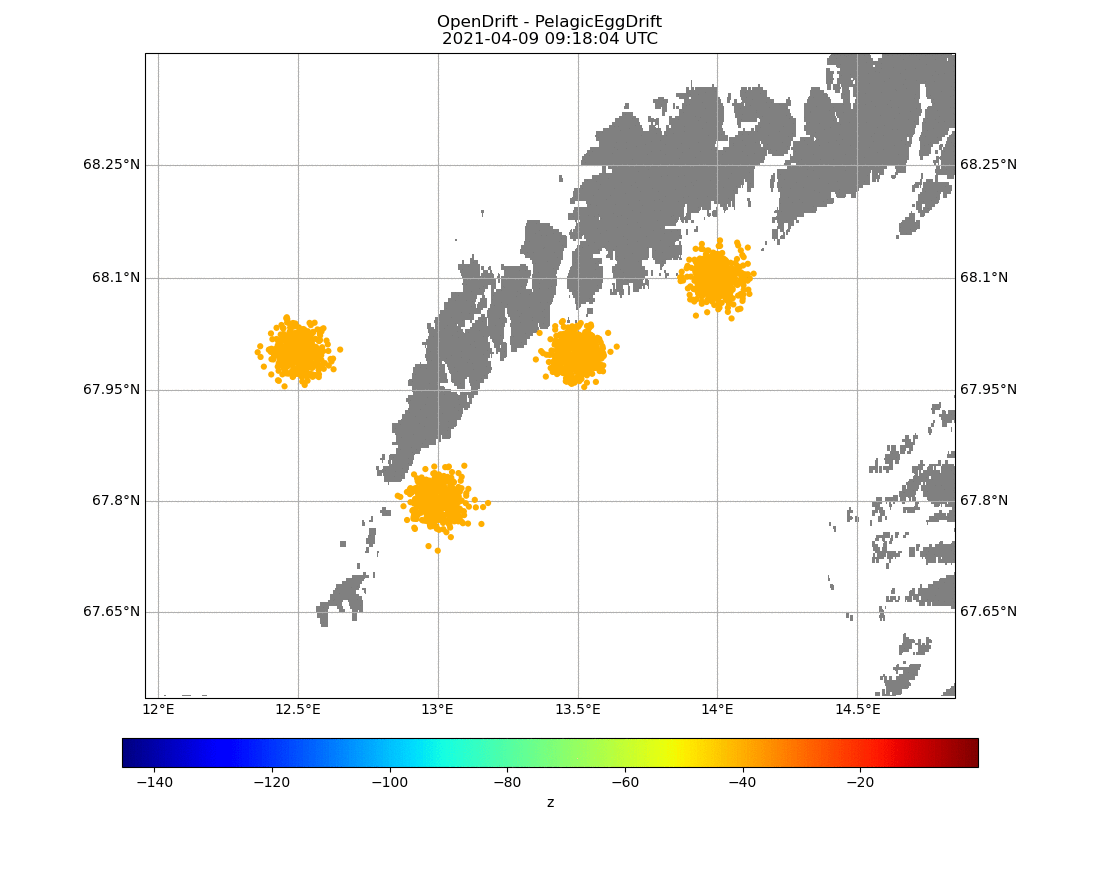 OpenDrift - PelagicEggDrift
2021-04-09 09:18:04 UTC
68.25°N 68.25°N
68.1°N 68.1°N
67.95°N 67.95°N
67.8°N 67.8°N
67.65°N 67.65°N
12°E 12.5°E 13°E 13.5°E 14°E 14.5°E
−140 −120 −100 −80 −60 −40 −20
z